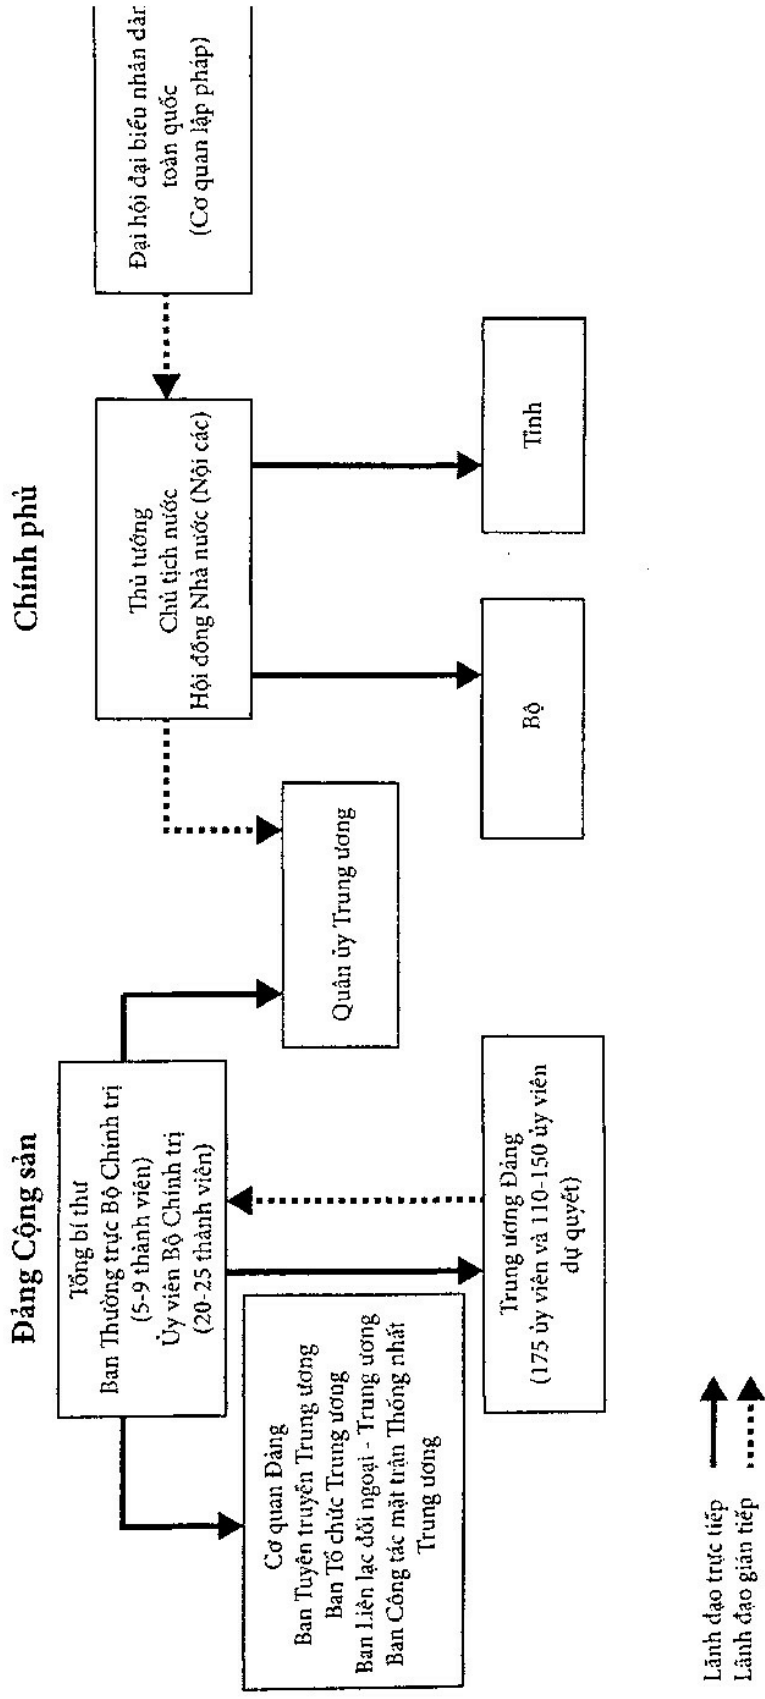 Đảng Cộng sản
Tổng bí thư
Ban Thường trực Bộ Chính trị
(5-9 thành viên)
Ủy viên Bộ Chính trị
(20-25 thành viên)
Cơ quan Đảng
Ban Tuyên truyền Trung ương
Ban Tổ chức Trung ương
Ban Liên lạc đối ngoại - Trung ương
Ban Công tác mặt trận Thống nhất
Trung ương
Trung ương Đảng
(175 ủy viên và 110-150 ủy viên
dự quyết)
Quân ủy Trung ương
Chính phủ
Thủ tướng
Chủ tịch nước
Hội đồng Nhà nước (Nội các)
Bộ
Tỉnh
Đại hội đại biểu nhân dân
toàn quốc
(Cơ quan lập pháp)
Lãnh đạo trực tiếp
Lãnh đạo gián tiếp